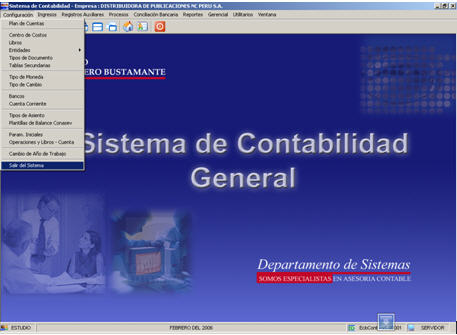 Sistema de Contabilidad - Empresa : DISTRIBUIDORA DE PUBLICACIONES NC PERU S.A.
Configuración Ingresos Registros Auxiliares Procesos Conciliación Bancaria Reportes Gerencial Utilitarios Ventana
Plan de Cuentas
Centro de Costos
Libros
Entidades
Tipos de Documento
Tablas Secundarias
Tipo de Moneda
Tipo de Cambio
Bancos
Cuenta Corriente
Tipos de Asiento
Plantillas de Balance Conasev
Param. Iniciales
Operaciones y Libros - Cuenta
Cambio de Año de Trabajo
Salir del Sistema
O
ERO BUSTAMANTE
Sistema de Contabilidad
General
Departamento de Sistemas
SOMOS ESPECIALISTAS EN ASESORIA CONTABLE
ESTUDIO FEBRERO DEL 2006 001 SERVIDOR